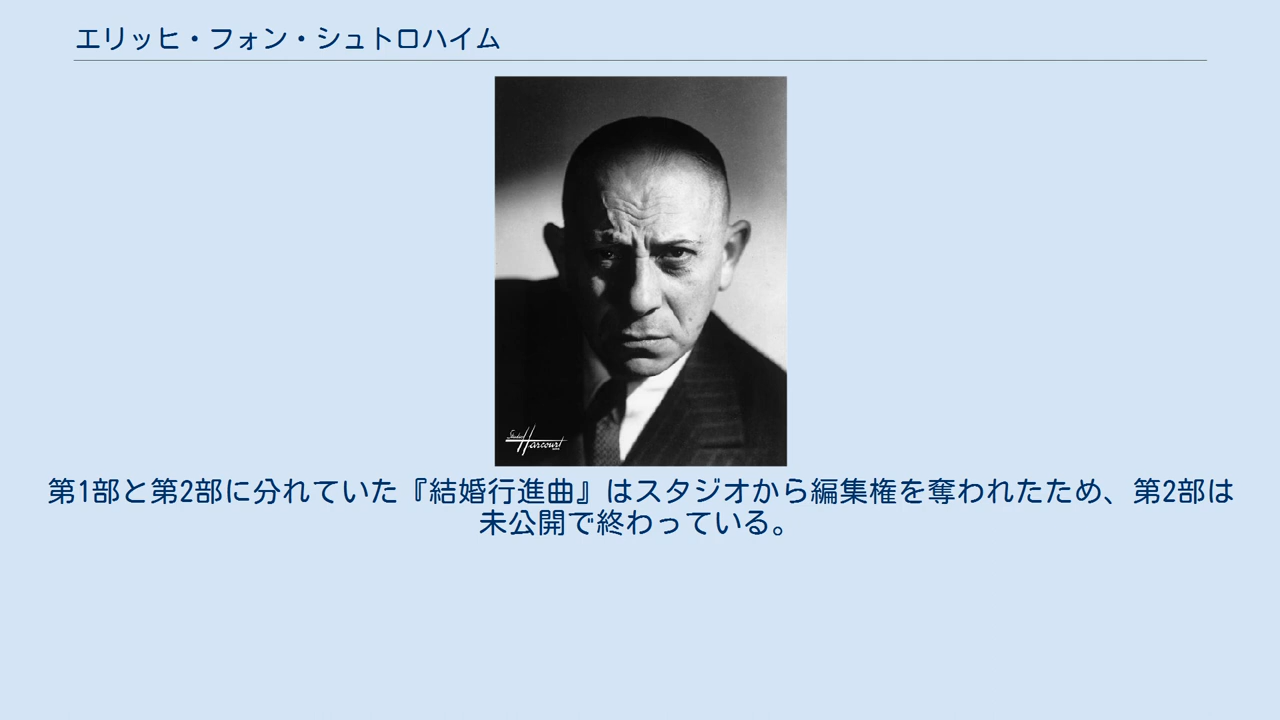 エリッヒ・フォン・シュトロハイム
Studio
Harcourt
第1部と第2部に分れていた『結婚行進曲』はスタジオから編集権を奪われたため、第2部は
未公開で終わっている。